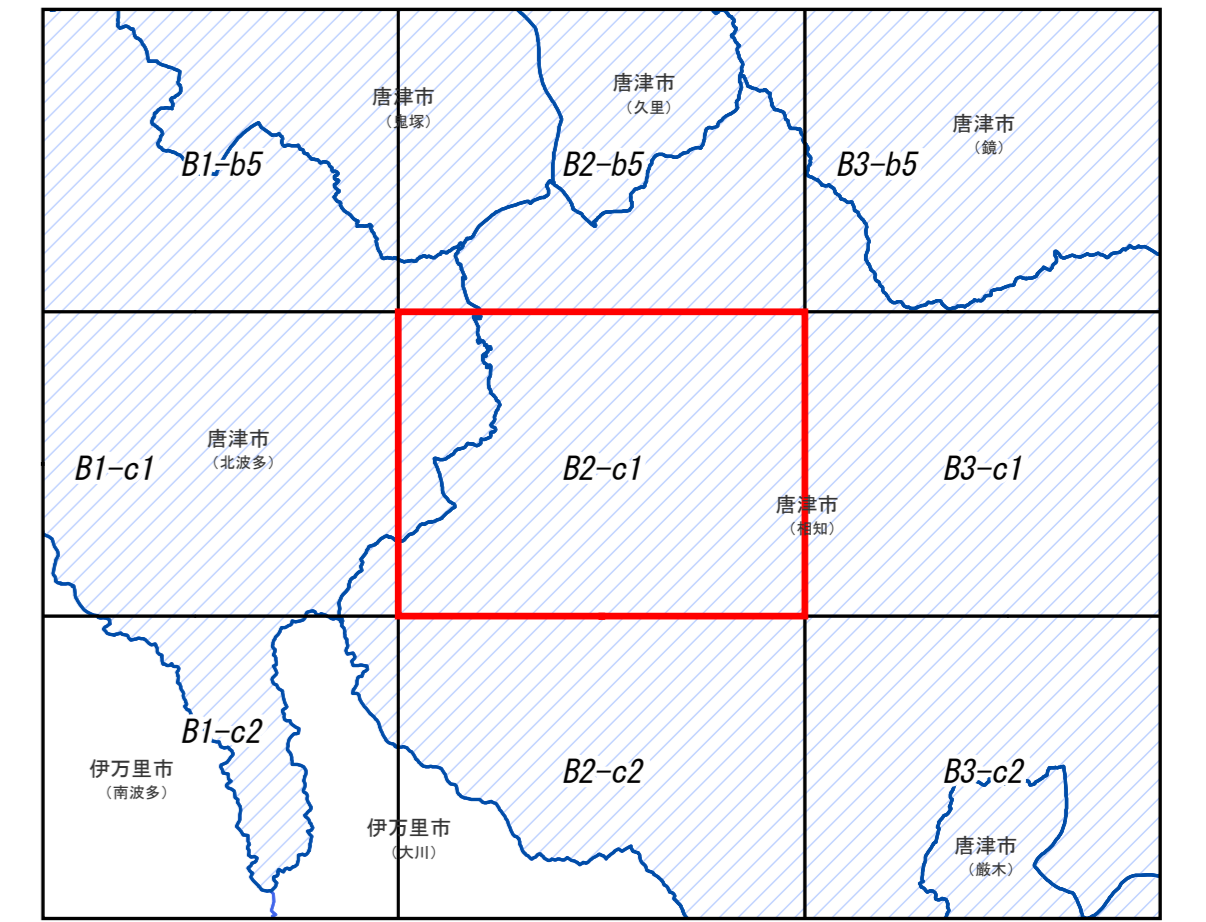 唐津市
（鬼塚）
唐津市
（久里）
唐津市
（鏡）
B1-b5
B2-b5
B3-b5
唐津市
（北波多）
B1-c1
B2-c1
B3-c1
唐津市
（相知）
B1-c2
伊万里市
（南波多）
B2-c2
B3-c2
伊万里市
（大川）
唐津市
（厳木）